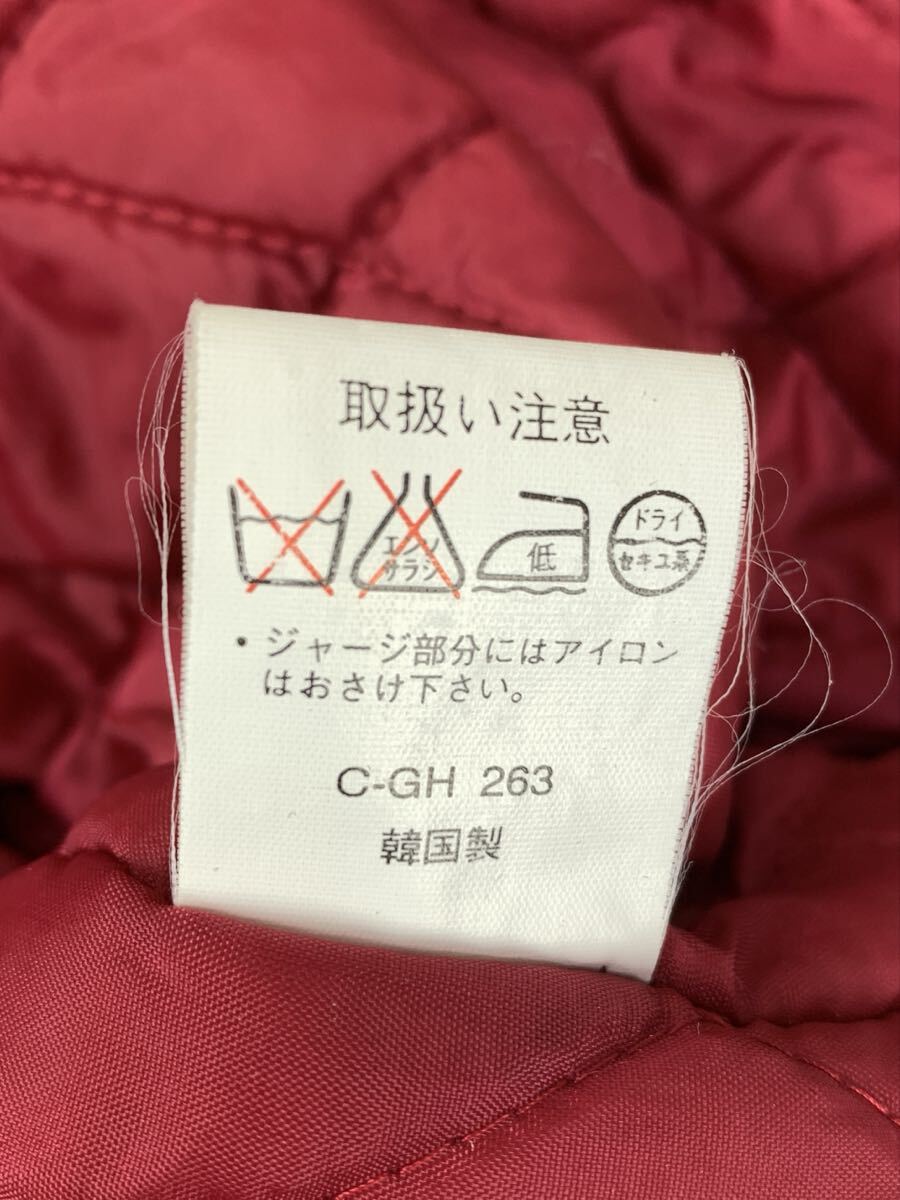 取扱い注意
エンソ
サラシ
低
ドライ
セキユ系
・ジャージ部分にはアイロン
はおさけ下さい。
C-GH 263
韓国製